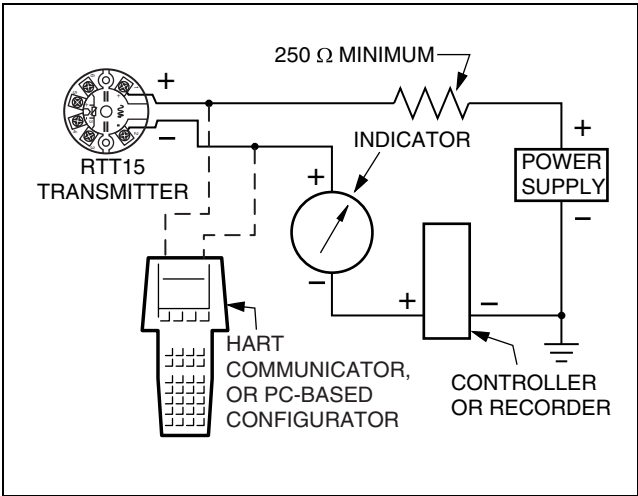 250 Ω MINIMUM
+
−
RTT15
TRANSMITTER
INDICATOR
+
−
+
POWER
SUPPLY
−
+
−
HART
COMMUNICATOR,
OR PC-BASED
CONFIGURATOR
CONTROLLER
OR RECORDER